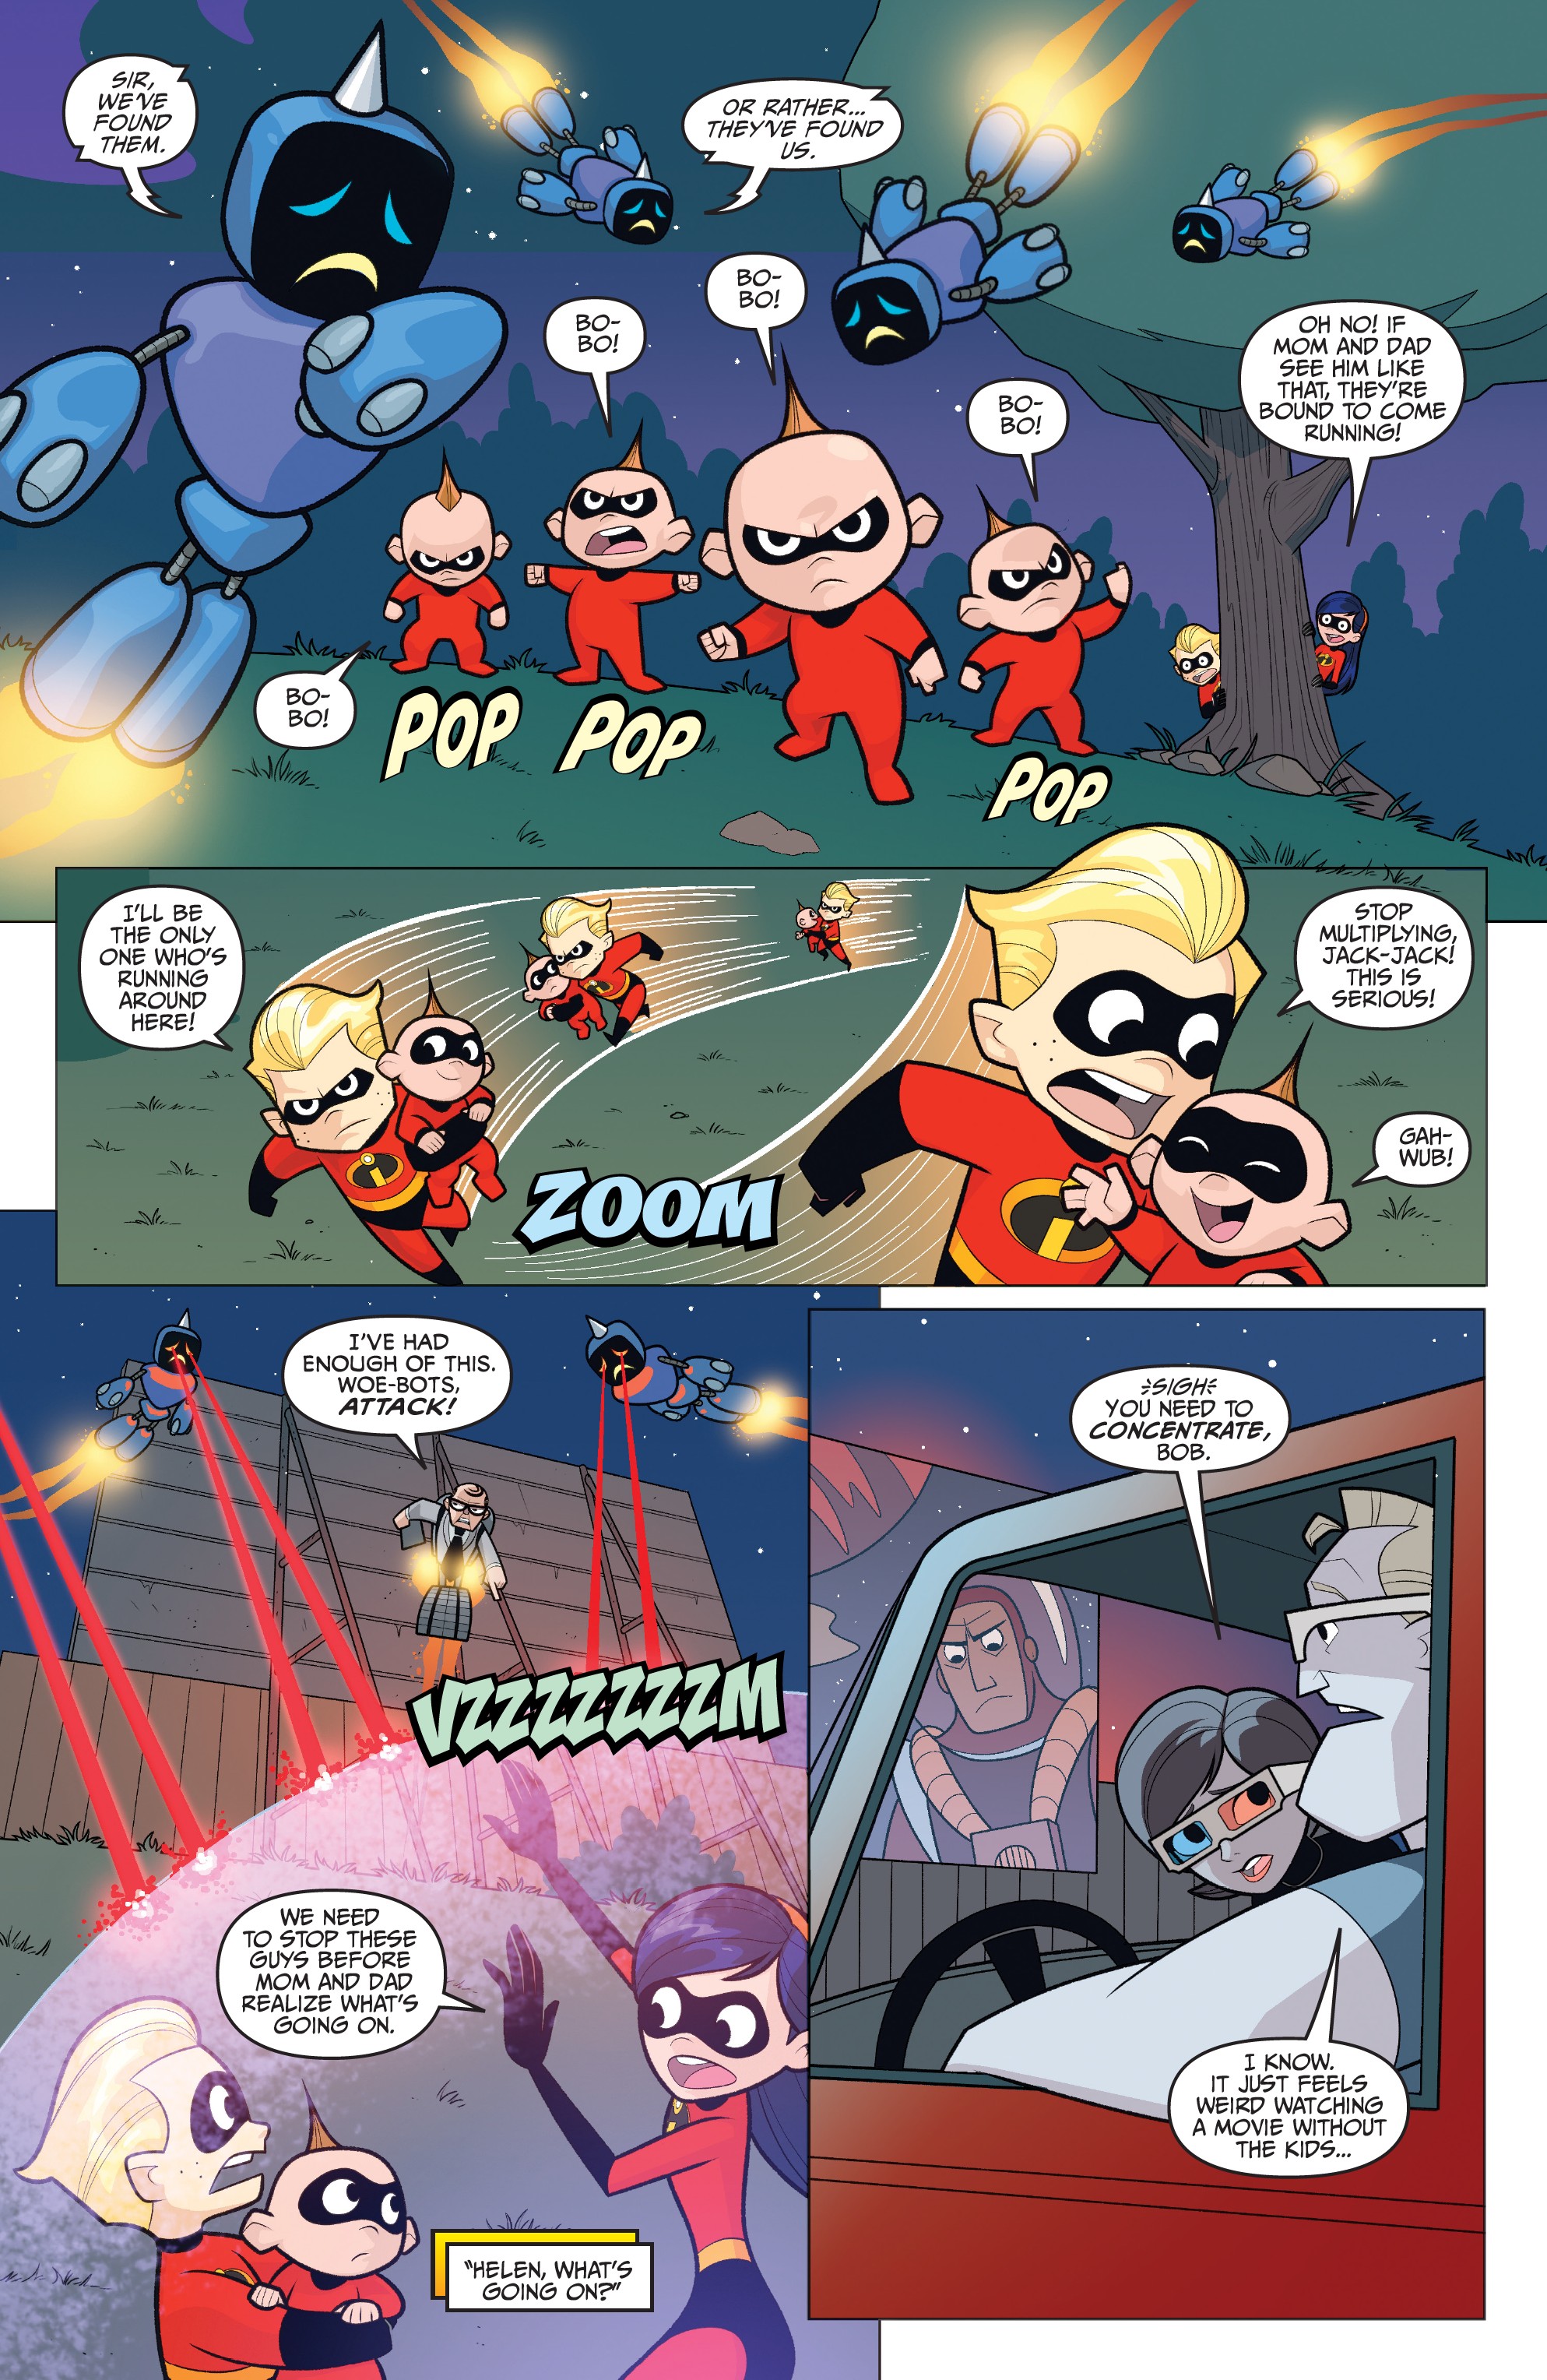 SIR,
WE'VE
FOUND
THEM.
OR RATHER...
THEY'VE FOUND
US.
BO-
BO!
BO-
BO!
BO-
BO!
BO-
BO!
OH NO! IF
MOM AND DAD
SEE HIM LIKE
THAT, THEY'RE
BOUND TO COME
RUNNING!
POP
POP
POP
I'LL BE
THE ONLY
ONE WHO'S
RUNNING
AROUND
HERE!
ZOOM
STOP
MULTIPLYING,
JACK-JACK!
THIS IS
SERIOUS!
GAH-
WUB!
I'VE HAD
ENOUGH OF THIS.
WOE-BOTS,
ATTACK!
VZZZZZZZM
WE NEED
TO STOP THESE
GUYS BEFORE
MOM AND DAD
REALIZE WHAT'S
GOING ON.
"HELEN, WHAT'S
GOING ON?"
SIGH
YOU NEED TO
CONCENTRATE,
BOB.
I KNOW.
IT JUST FEELS
WEIRD WATCHING
A MOVIE WITHOUT
THE KIDS...